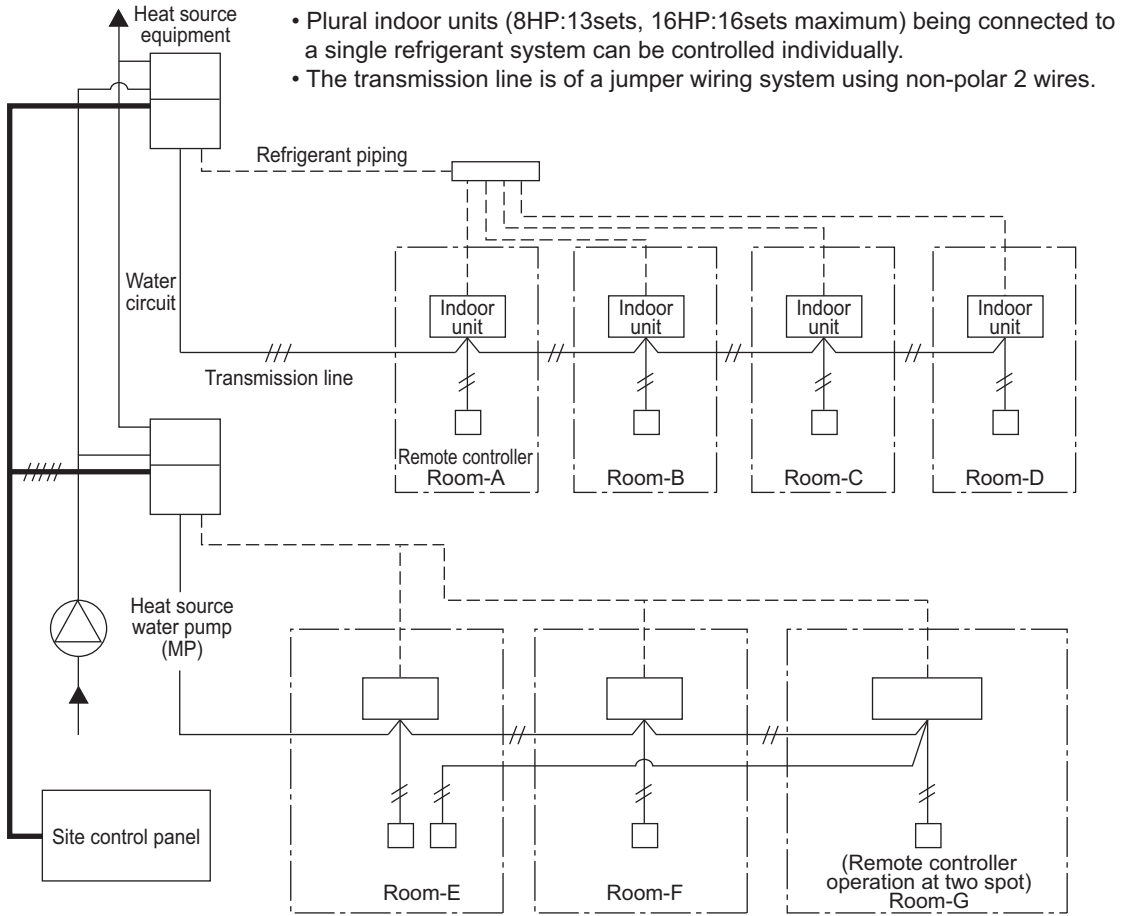 Heat source
equipment
• Plural indoor units (8HP:13sets, 16HP:16sets maximum) being connected to
a single refrigerant system can be controlled individually.
• The transmission line is of a jumper wiring system using non-polar 2 wires.
Refrigerant piping
Water
circuit
Indoor
unit
Indoor
unit
Indoor
unit
Indoor
unit
Transmission line
Remote controller
Room-A
Room-B
Room-C
Room-D
Heat source
water pump
(MP)
Site control panel
Room-E
Room-F
(Remote controller
operation at two spot)
Room-G